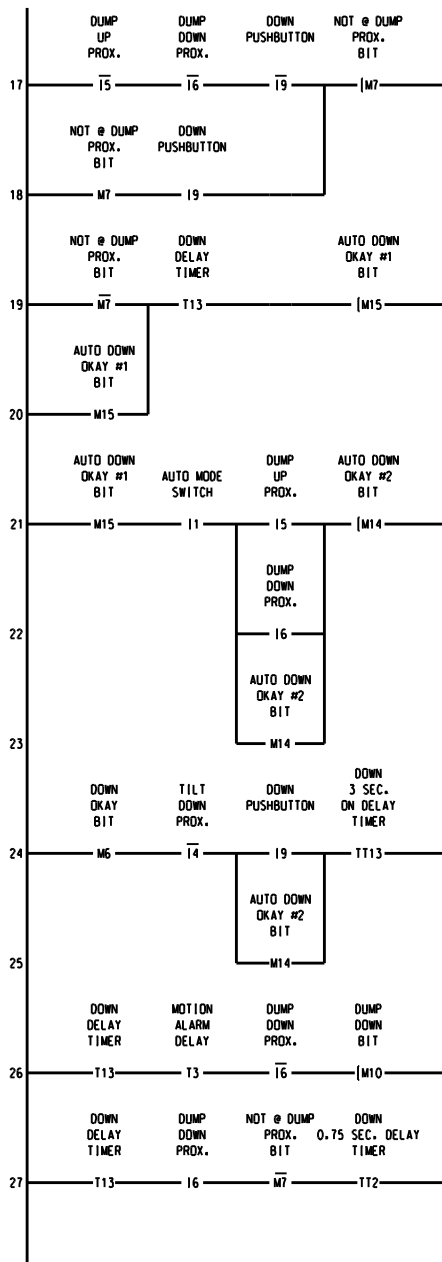 DUMP DUMP DOWN NOT @ DUMP
UP DOWN PUSHBUTTON PROX.
PROX. PROX. BIT
17 I5 I6 I9 (M7
NOT @ DUMP DOWN
PROX. PUSHBUTTON
BIT
18 M7 I9
NOT @ DUMP DOWN AUTO DOWN
PROX. DELAY OKAY #1
BIT TIMER BIT
19 M7 T13 (M15
AUTO DOWN
OKAY #1
BIT
20 M15
AUTO DOWN DUMP AUTO DOWN
OKAY #1 AUTO MODE UP OKAY #2
BIT SWITCH PROX. BIT
21 M15 I1 I5 (M14
DUMP
DOWN
PROX.
22 I6
AUTO DOWN
OKAY #2
BIT
23 M14
DOWN
DOWN TILT DOWN 3 SEC.
OKAY DOWN PUSHBUTTON ON DELAY
BIT PROX. TIMER
24 M6 I4 I9 TT13
AUTO DOWN
OKAY #2
BIT
25 M14
DOWN MOTION DUMP DUMP
DELAY ALARM DOWN DOWN
TIMER DELAY PROX. BIT
26 T13 T3 I6 (M10
DOWN DUMP NOT @ DUMP DOWN
DELAY DOWN PROX. 0.75 SEC. DELAY
TIMER PROX. BIT TIMER
27 T13 I6 M7 TT2